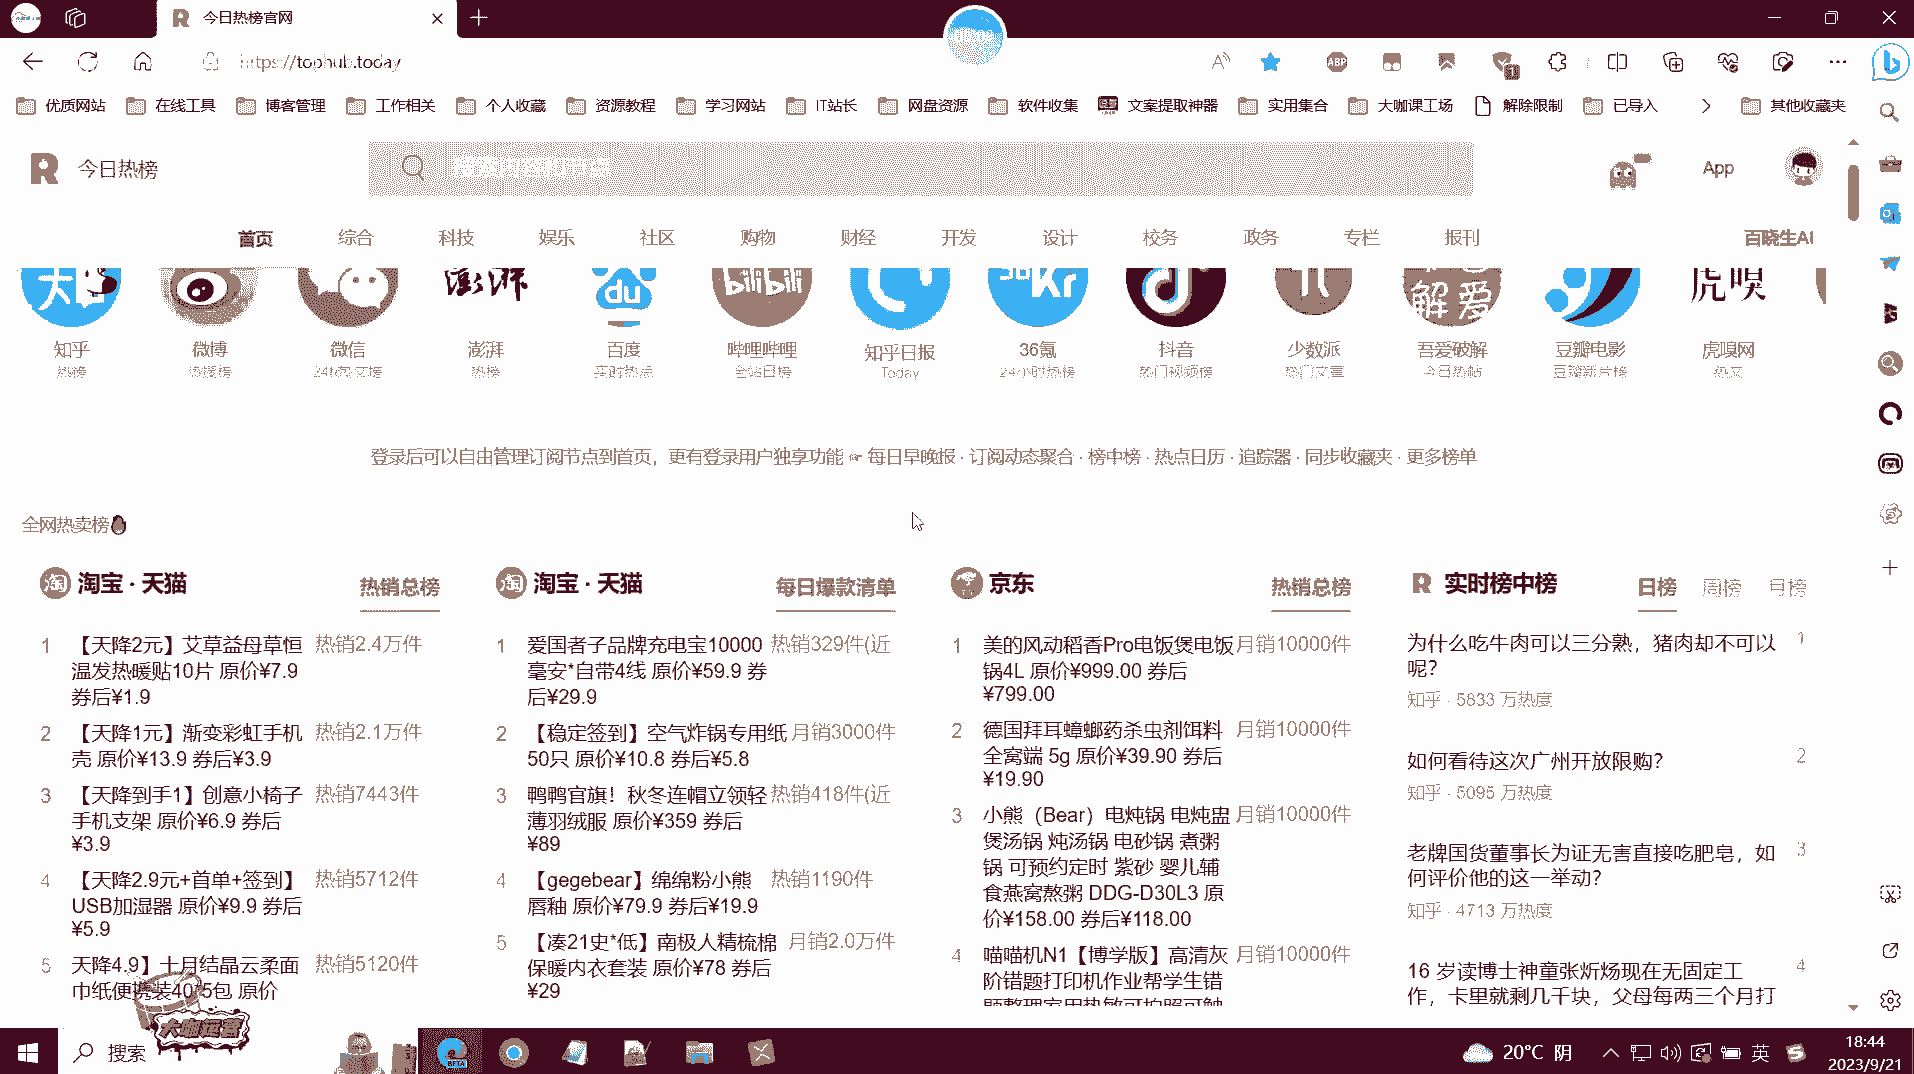 今日热榜官网
https://tophub.today
优质网站 在线工具 博客管理 工作相关 个人收藏 资源教程 学习网站 IT站长 网盘资源 软件收集 文案提取神器 实用集合 大咖课工场 解除限制 已导入 其他收藏夹
今日热榜
App
首页 综合 科技 娱乐 社区 购物 财经 开发 设计 校务 政务 专栏 报刊 百晓生AI
知乎 微博 微信 澎湃 百度 哔哩哔哩 知乎日报 36氪 抖音 少数派 吾爱破解 豆瓣电影 虎嗅网
热榜 热搜榜 24h热文榜 热榜 实时热点 全站日榜 Today 24小时热榜 热门视频榜 热门文章 今日热帖 豆瓣新片榜 热文
登录后可以自由管理订阅节点到首页，更有登录用户独享功能 ☞ 每日早晚报 · 订阅动态聚合 · 榜中榜 · 热点日历 · 追踪器 · 同步收藏夹 · 更多榜单
全网热卖榜
淘宝 · 天猫 热销总榜
1 【天降2元】艾草益母草恒 热销2.4万件
温发热暖贴10片 原价¥7.9
券后¥1.9
2 【天降1元】渐变彩虹手机 热销2.1万件
壳 原价¥13.9 券后¥3.9
3 【天降到手1】创意小椅子 热销7443件
手机支架 原价¥6.9 券后
¥3.9
4 【天降2.9元+首单+签到】 热销5712件
USB加湿器 原价¥9.9 券后
¥5.9
5 天降4.9】十月结晶云柔面 热销5120件
巾纸便携装40*5包 原价
淘宝 · 天猫 每日爆款清单
1 爱国者子品牌充电宝10000 热销329件(近
毫安*自带4线 原价¥59.9 券
后¥29.9
2 【稳定签到】空气炸锅专用纸 月销3000件
50只 原价¥10.8 券后¥5.8
3 鸭鸭官旗！秋冬连帽立领轻 热销418件(近
薄羽绒服 原价¥359 券后
¥89
4 【gegebear】绵绵粉小熊 热销1190件
唇釉 原价¥79.9 券后¥19.9
5 【凑21史*低】南极人精梳棉 月销2.0万件
保暖内衣套装 原价¥78 券后
¥29
京东 热销总榜
1 美的风动稻香Pro电饭煲电饭 月销10000件
锅4L 原价¥999.00 券后
¥799.00
2 德国拜耳蟑螂药杀虫剂饵料 月销10000件
全窝端 5g 原价¥39.90 券后
¥19.90
3 小熊（Bear）电炖锅 电炖盅 月销10000件
煲汤锅 炖汤锅 电砂锅 煮粥
锅 可预约定时 紫砂 婴儿辅
食燕窝熬粥 DDG-D30L3 原
价¥158.00 券后¥118.00
4 喵喵机N1【博学版】高清灰 月销10000件
阶错题打印机作业帮学生错
实时榜中榜 日榜 周榜 月榜
为什么吃牛肉可以三分熟，猪肉却不可以 1
呢？
知乎 · 5833 万热度
如何看待这次广州开放限购？ 2
知乎 · 5095 万热度
老牌国货董事长为证无害直接吃肥皂，如 3
何评价他的这一举动？
知乎 · 4713 万热度
16 岁读博士神童张炘炀现在无固定工 4
作，卡里就剩几千块，父母每两三个月打
大咖运营
搜索
20°C 阴
英
18:44
2023/9/21